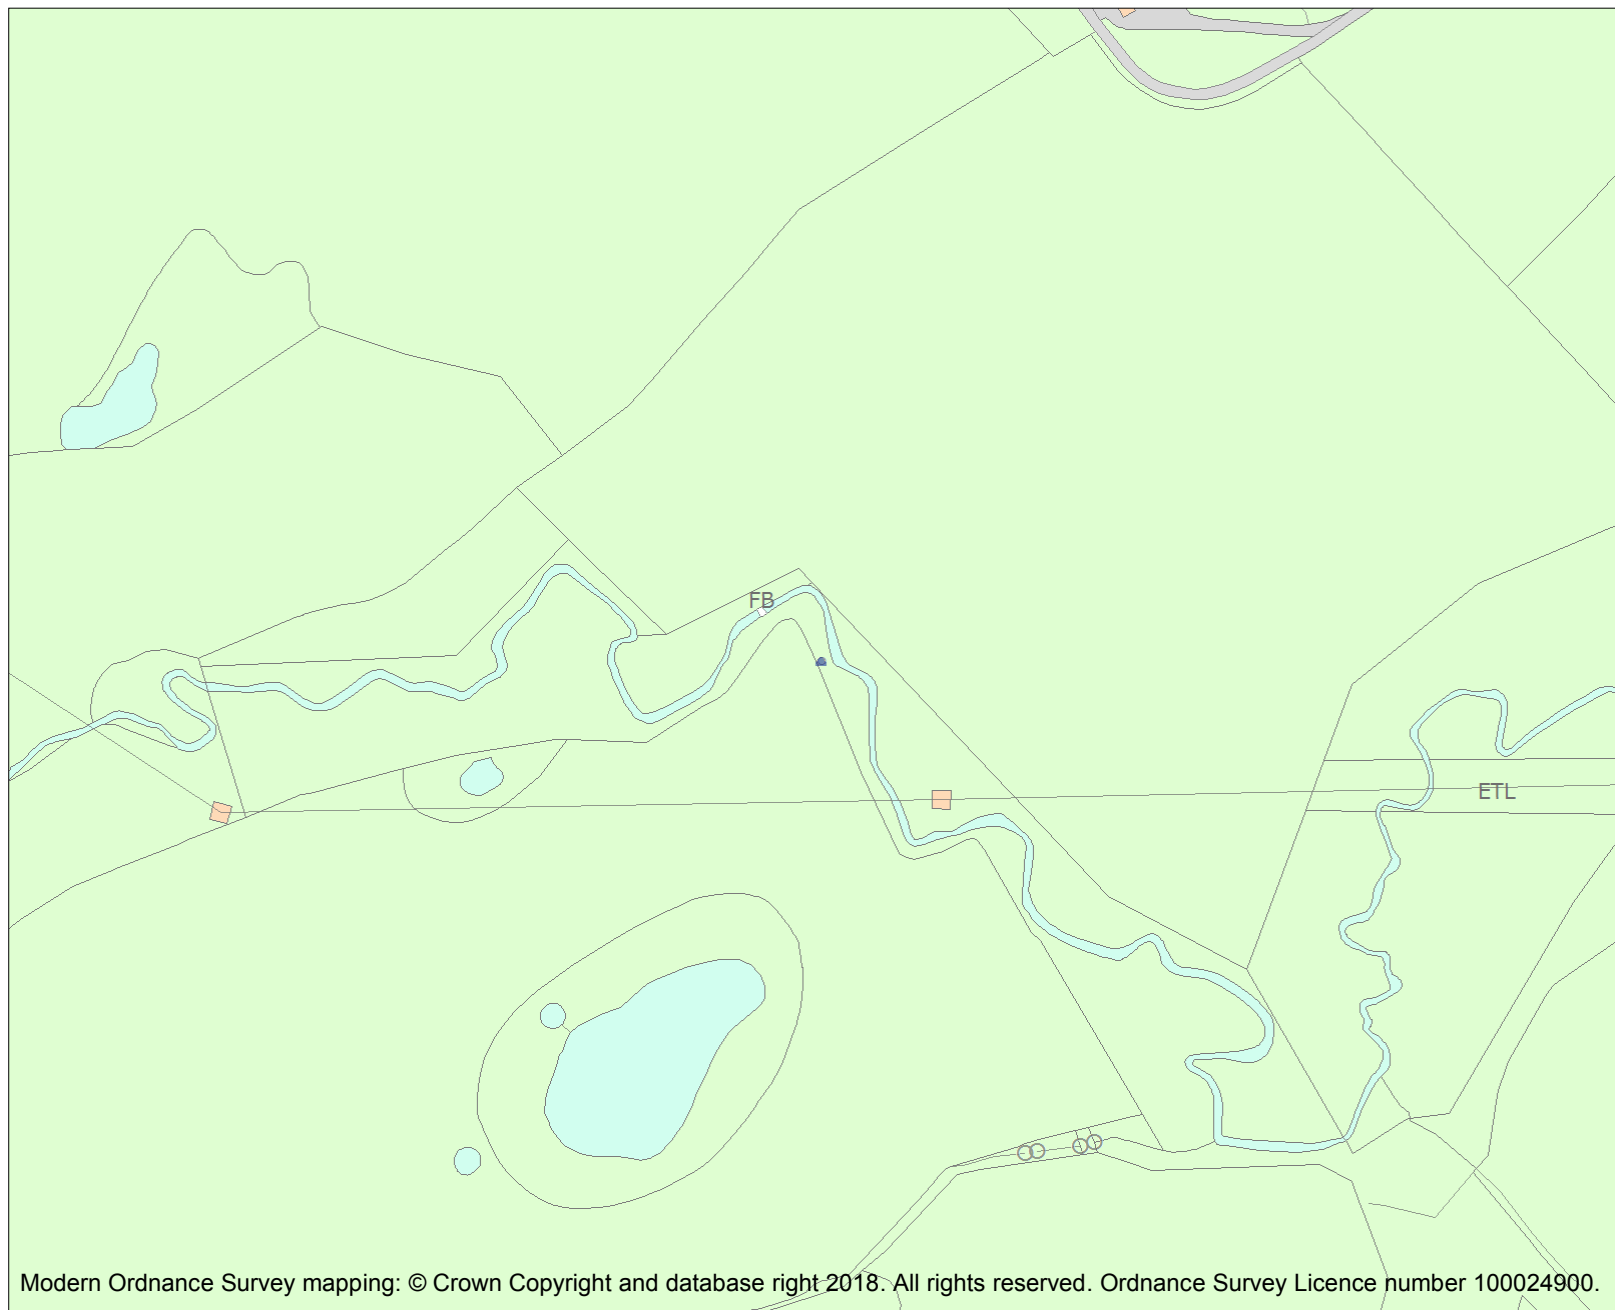 FB
ETL
Modern Ordnance Survey mapping: © Crown Copyright and database right 2018. All rights reserved. Ordnance Survey Licence number 100024900.